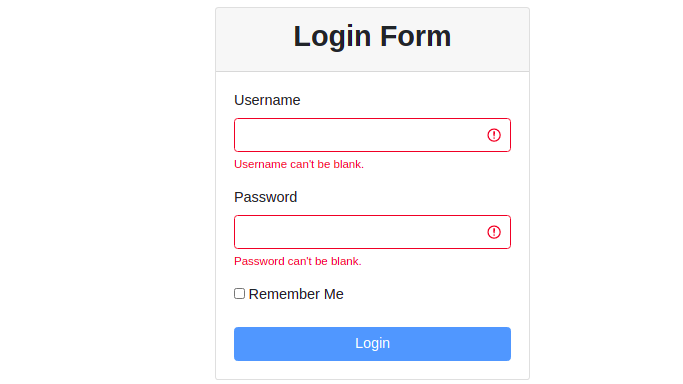 Login Form
Username
Username can't be blank.
Password
Password can't be blank.
Remember Me
Login